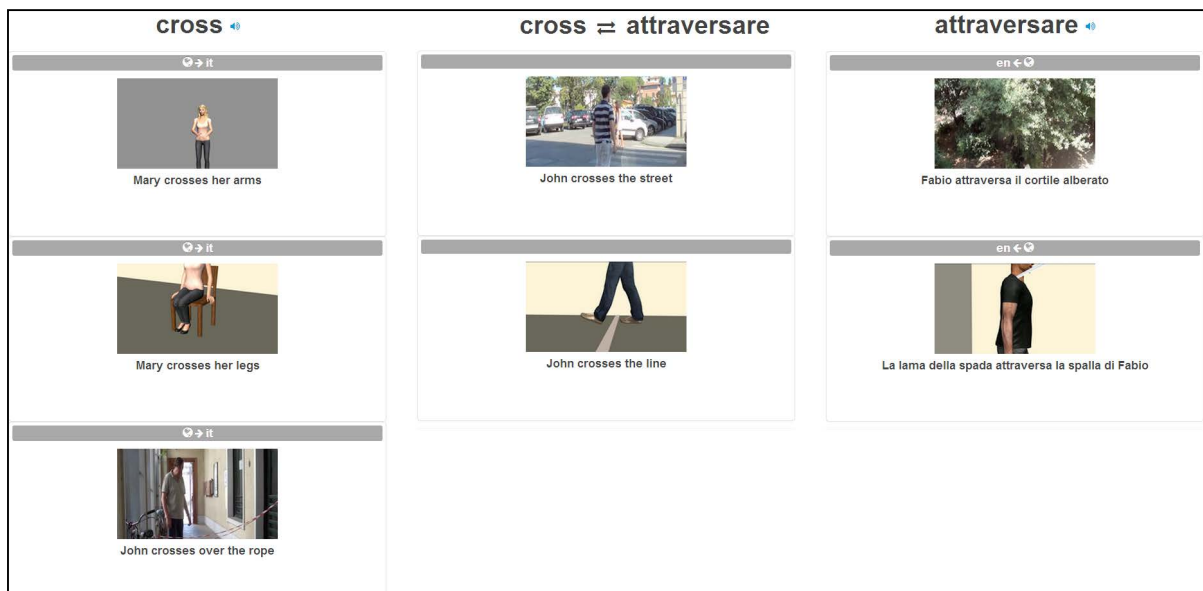 cross
cross ⇄ attraversare
attraversare
→ it
Mary crosses her arms
→ it
Mary crosses her legs
→ it
John crosses over the rope
John crosses the street
John crosses the line
en ←
Fabio attraversa il cortile alberato
en ←
La lama della spada attraversa la spalla di Fabio